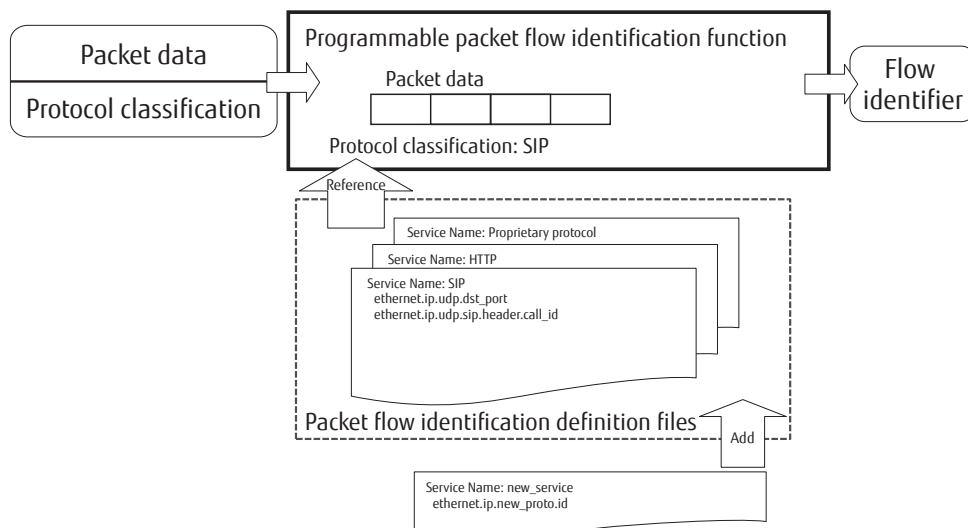 Packet data
Protocol classification
Programmable packet flow identification function
Packet data
Protocol classification: SIP
Flow
identifier
Reference
Service Name: Proprietary protocol
Service Name: HTTP
Service Name: SIP
ethernet.ip.udp.dst_port
ethernet.ip.udp.sip.header.call_id
Packet flow identification definition files
Add
Service Name: new_service
ethernet.ip.new_proto.id